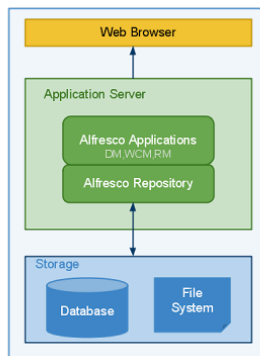 Web Browser
Application Server
Alfresco Applications
DM,WCM,RM
Alfresco Repository
Storage
Database
File
System